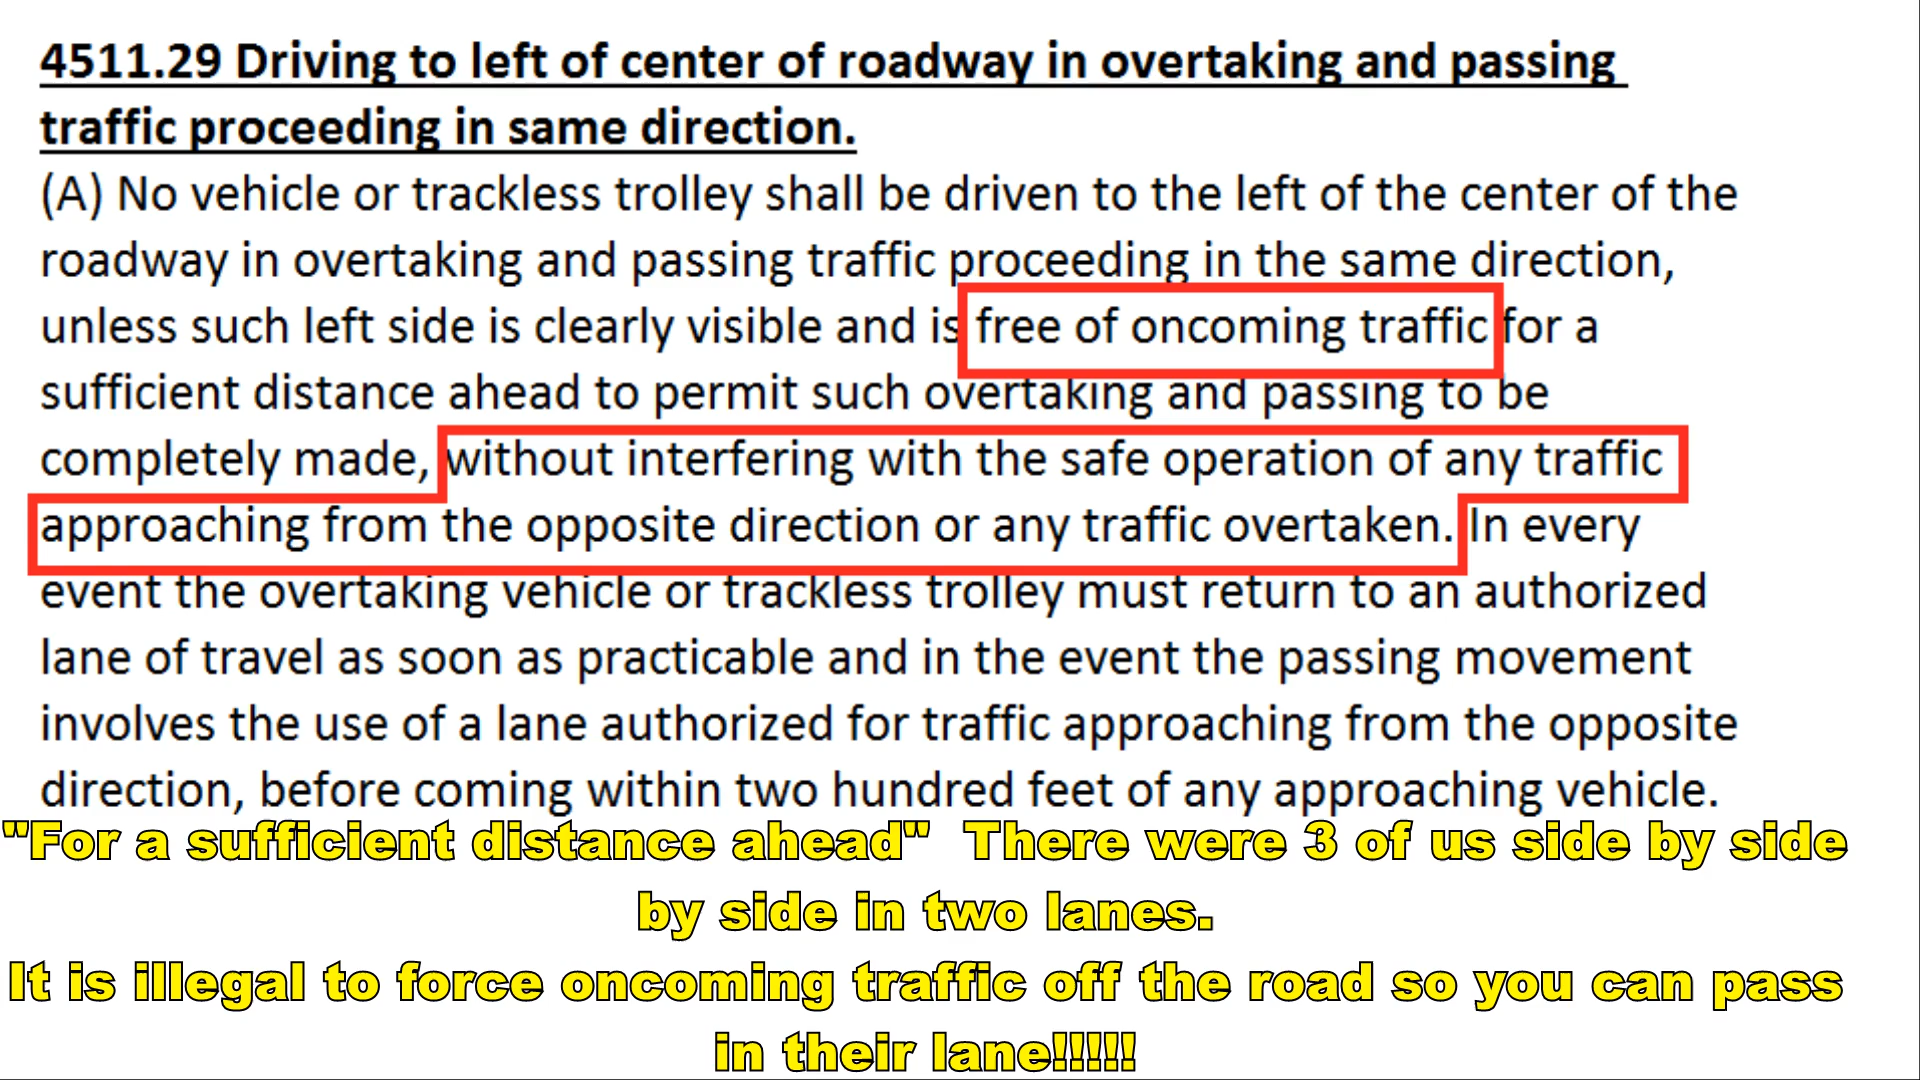 4511.29 Driving to left of center of roadway in overtaking and passing
traffic proceeding in same direction.
(A) No vehicle or trackless trolley shall be driven to the left of the center of the
roadway in overtaking and passing traffic proceeding in the same direction,
unless such left side is clearly visible and is free of oncoming traffic for a
sufficient distance ahead to permit such overtaking and passing to be
completely made, without interfering with the safe operation of any traffic
approaching from the opposite direction or any traffic overtaken. In every
event the overtaking vehicle or trackless trolley must return to an authorized
lane of travel as soon as practicable and in the event the passing movement
involves the use of a lane authorized for traffic approaching from the opposite
direction, before coming within two hundred feet of any approaching vehicle.
"For a sufficient distance ahead"  There were 3 of us side by side
by side in two lanes.
It is illegal to force oncoming traffic off the road so you can pass
in their lane!!!!!